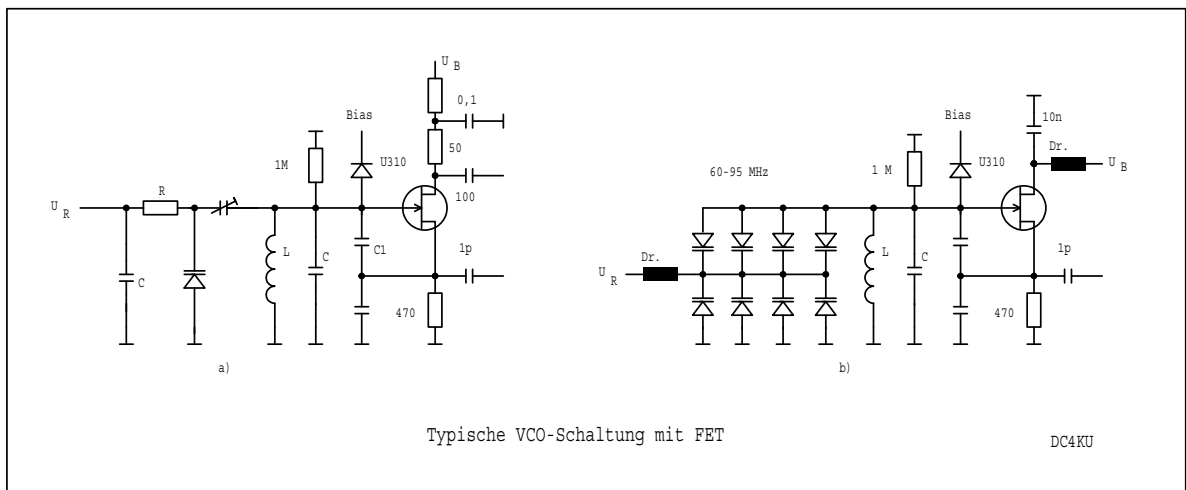 U B
0,1
Bias
U310
50
1M
R
100
U R
C1
1p
L
C
C
470
a)
10n
Bias
Dr.
U310
1 M
U B
60-95 MHz
1p
Dr.
L
C
U R
470
b)
Typische VCO-Schaltung mit FET
DC4KU